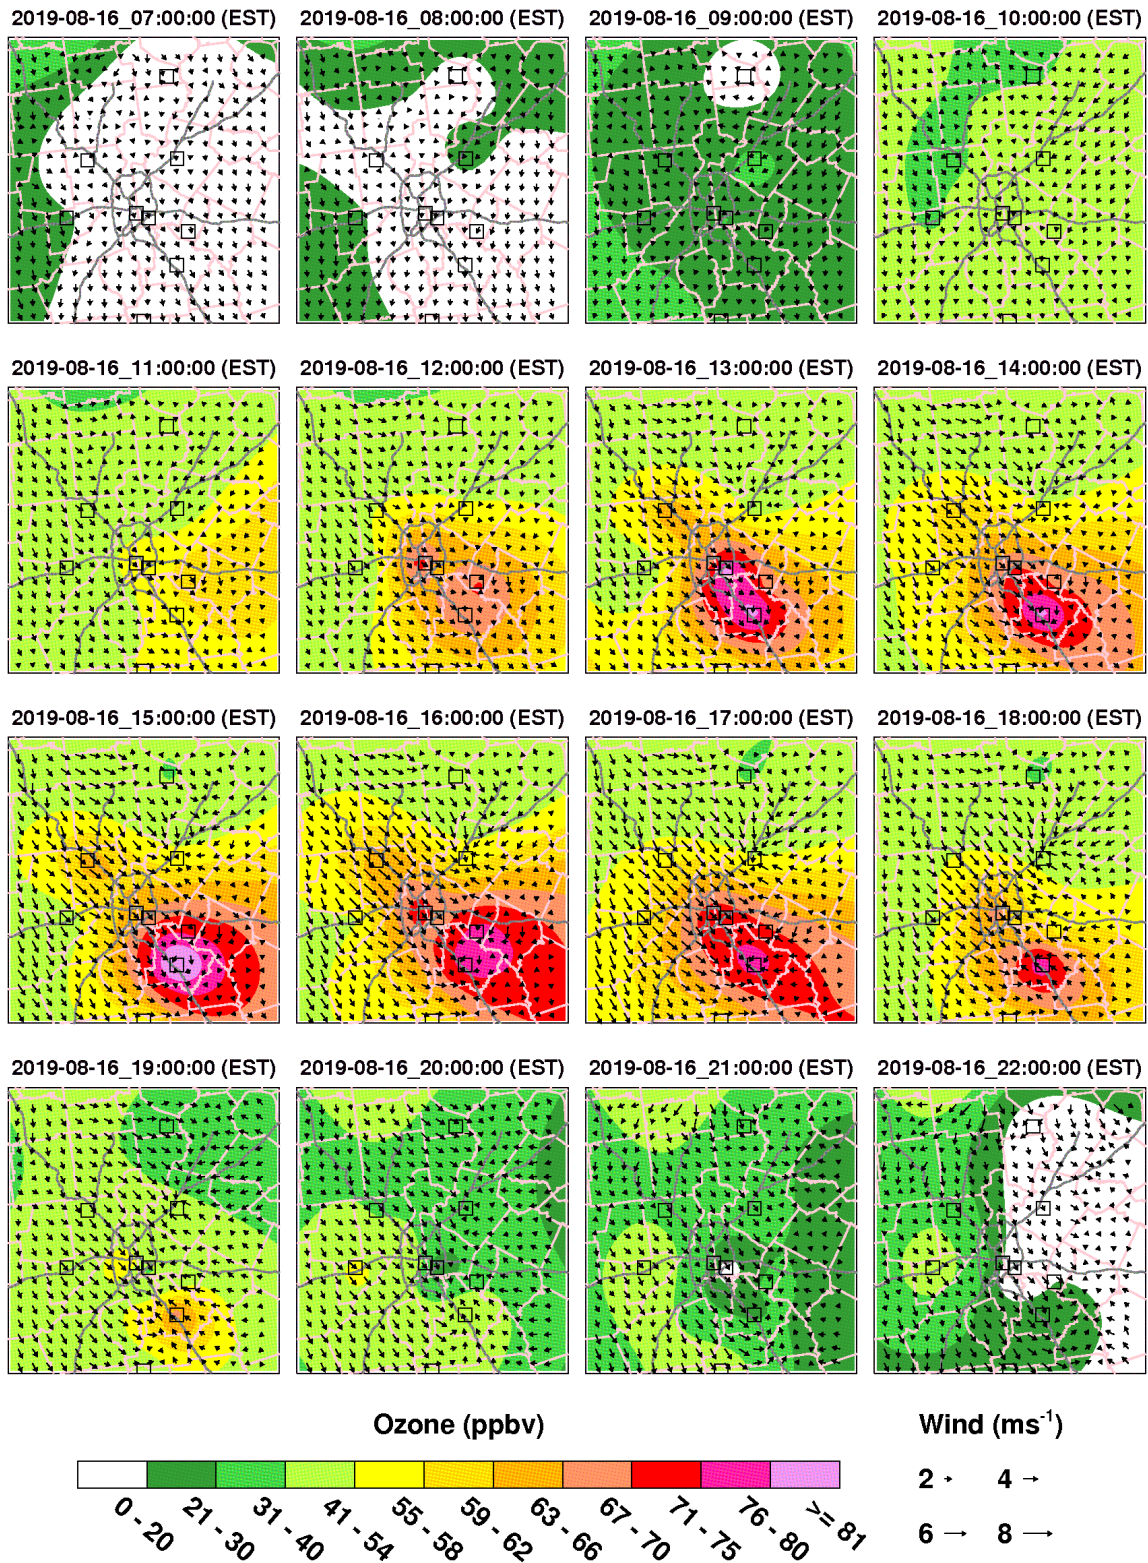 2019-08-16_07:00:00 (EST) 2019-08-16_08:00:00 (EST) 2019-08-16_09:00:00 (EST) 2019-08-16_10:00:00 (EST)
2019-08-16_11:00:00 (EST) 2019-08-16_12:00:00 (EST) 2019-08-16_13:00:00 (EST) 2019-08-16_14:00:00 (EST)
2019-08-16_15:00:00 (EST) 2019-08-16_16:00:00 (EST) 2019-08-16_17:00:00 (EST) 2019-08-16_18:00:00 (EST)
2019-08-16_19:00:00 (EST) 2019-08-16_20:00:00 (EST) 2019-08-16_21:00:00 (EST) 2019-08-16_22:00:00 (EST)
Ozone (ppbv) Wind (ms⁻¹)
0 - 20 21 - 30 31 - 40 41 - 54 55 - 58 59 - 62 63 - 66 67 - 70 71 - 75 76 - 80 >= 81
2 4
6 8